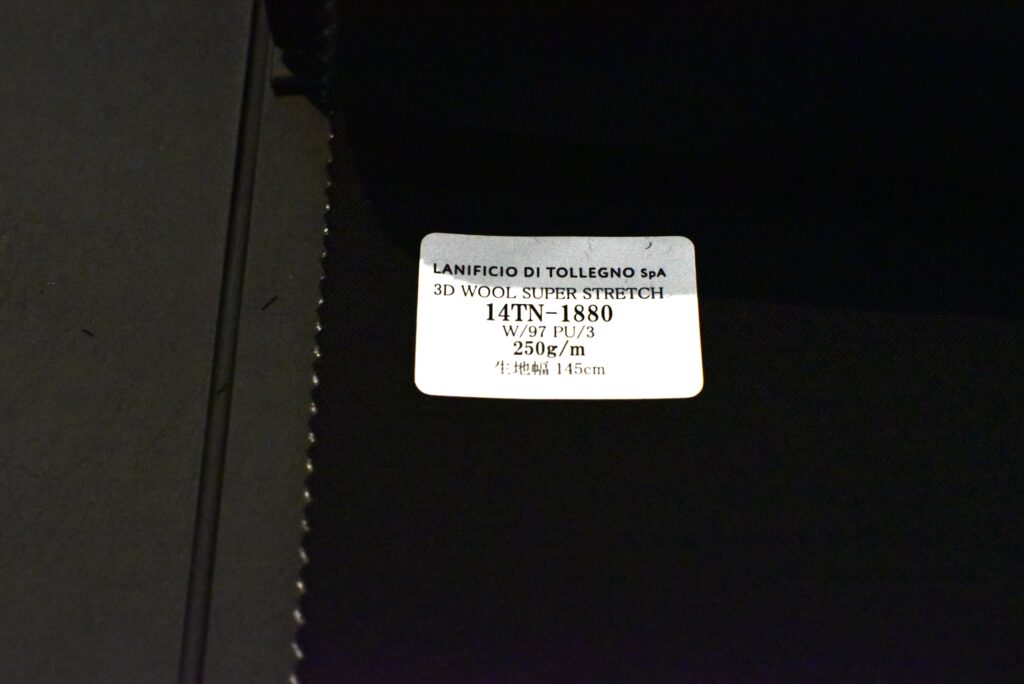 LANIFICIO DI TOLLEGNO SpA
3D WOOL SUPER STRETCH
14TN-1880
W/97 PU/3
250g/m
生地幅 145cm